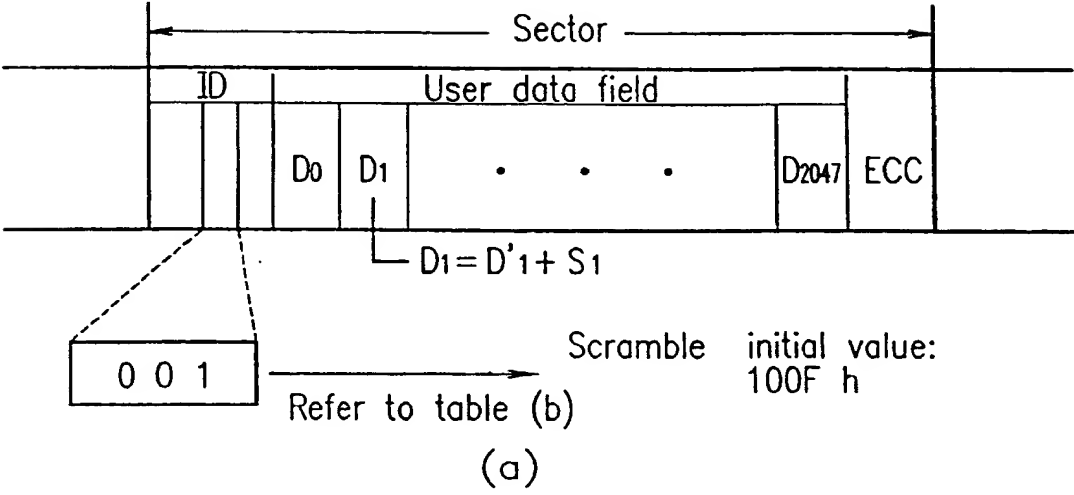 Sector
ID User data field
D0 D1 . . . D2047 ECC
D1=D'1+S1
0 0 1
Refer to table (b)
Scramble initial value:
100F h
(a)